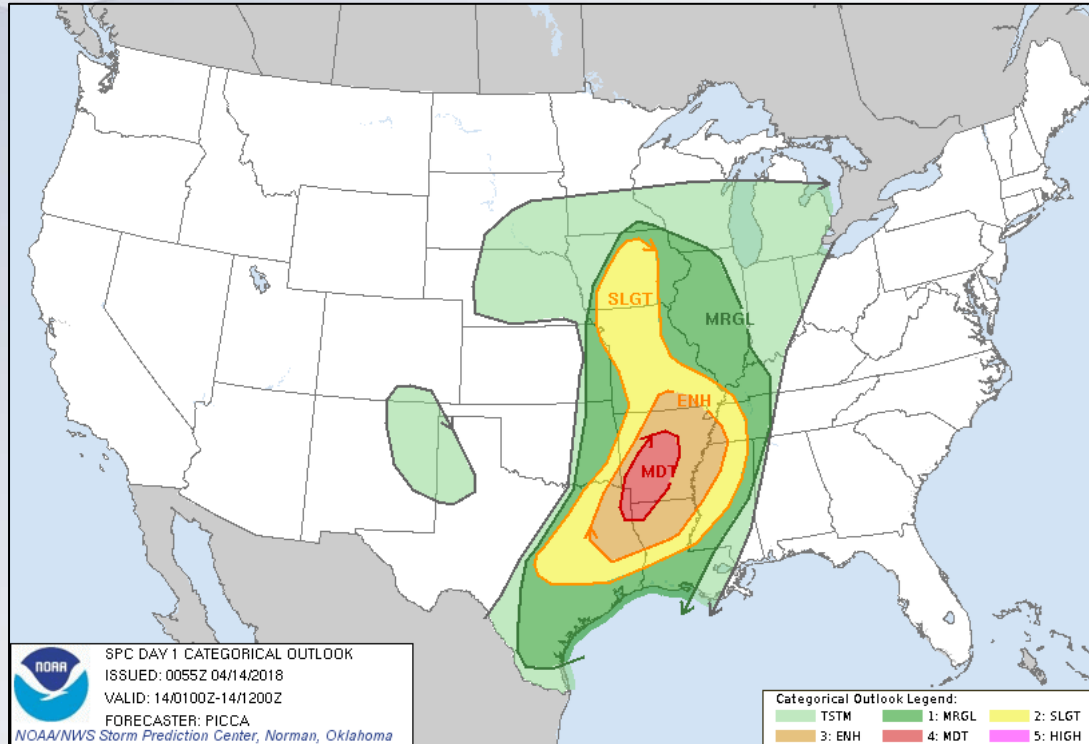 SLGT
MRGL
ENH
MDT
NOAA
SPC DAY 1 CATEGORICAL OUTLOOK
ISSUED: 0055Z 04/14/2018
VALID: 14/0100Z-14/1200Z
FORECASTER: PICCA
NOAA/NWS Storm Prediction Center, Norman, Oklahoma
Categorical Outlook Legend:
TSTM 1: MRGL 2: SLGT
3: ENH 4: MDT 5: HIGH